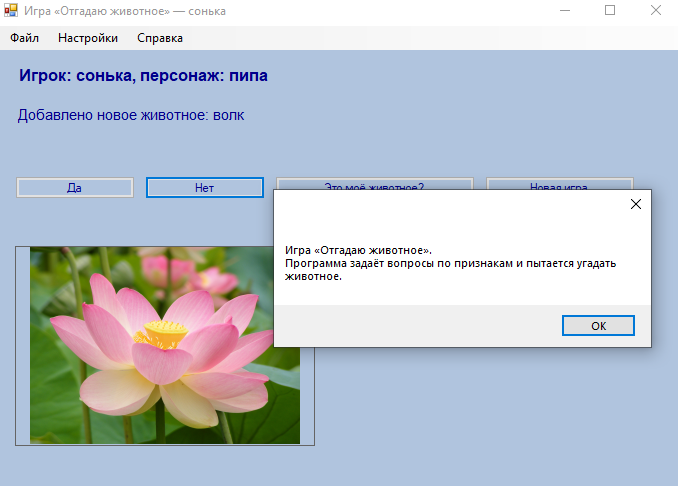 Игра «Отгадаю животное» — сонька
Файл Настройки Справка
Игрок: сонька, персонаж: пипа
Добавлено новое животное: волк
Да Нет Это моё животное? Новая игра
Игра «Отгадаю животное».
Программа задаёт вопросы по признакам и пытается угадать
животное.
ОК